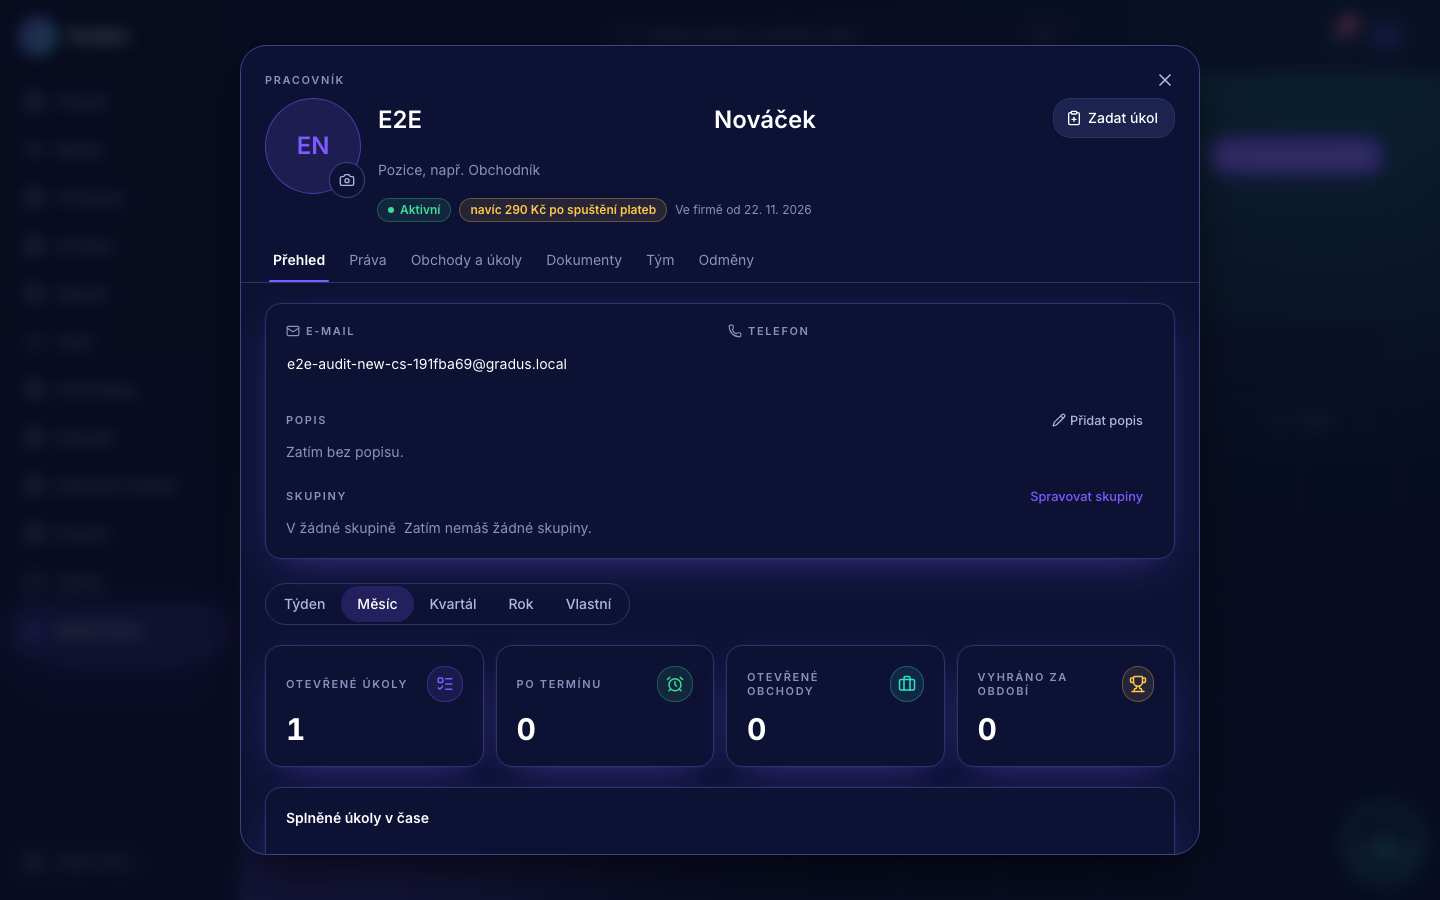 PRACOVNÍK
EN
E2E Nováček
Zadat úkol
Pozice, např. Obchodník
Aktivní navíc 290 Kč po spuštění plateb Ve firmě od 22. 11. 2026
Přehled Práva Obchody a úkoly Dokumenty Tým Odměny
E-MAIL TELEFON
e2e-audit-new-cs-191fba69@gradus.local
POPIS Přidat popis
Zatím bez popisu.
SKUPINY Spravovat skupiny
V žádné skupině Zatím nemáš žádné skupiny.
Týden Měsíc Kvartál Rok Vlastní
OTEVŘENÉ ÚKOLY
1
PO TERMÍNU
0
OTEVŘENÉ
OBCHODY
0
VYHRÁNO ZA
OBDOBÍ
0
Splněné úkoly v čase